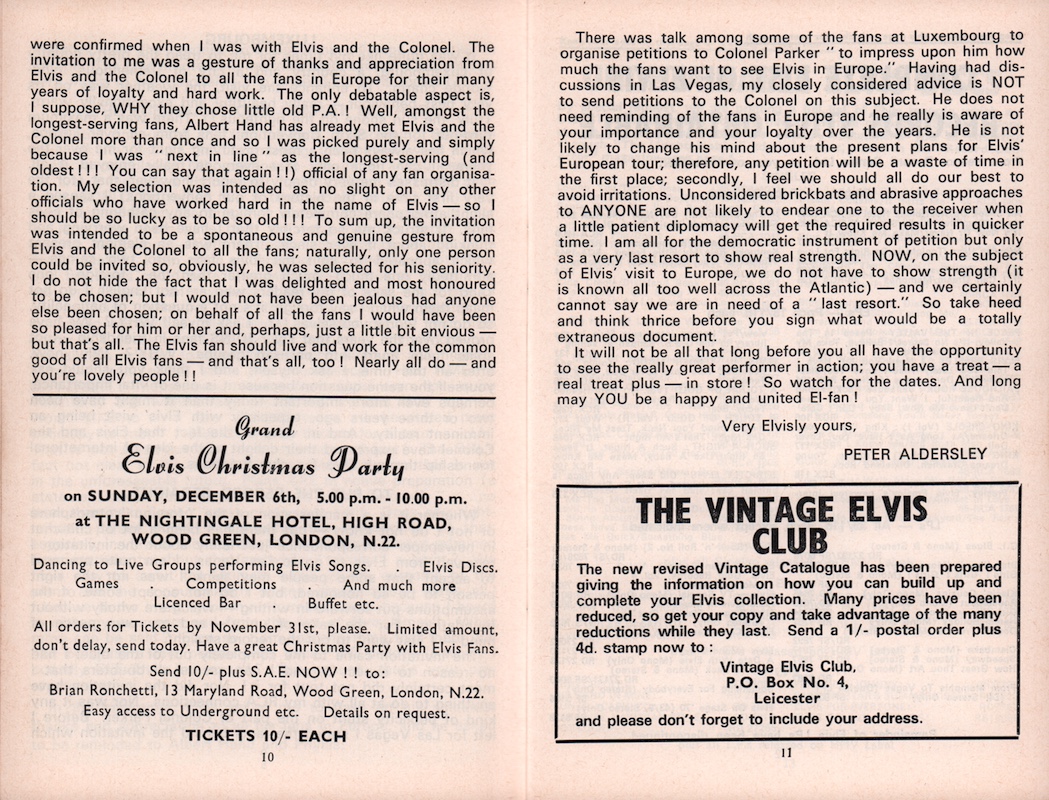 were confirmed when I was with Elvis and the Colonel. The
invitation to me was a gesture of thanks and appreciation from
Elvis and the Colonel to all the fans in Europe for their many
years of loyalty and hard work. The only debatable aspect is,
I suppose, WHY they chose little old P.A. ! Well, amongst the
longest-serving fans, Albert Hand has already met Elvis and the
Colonel more than once and so I was picked purely and simply
because I was " next in line " as the longest-serving (and
oldest ! ! ! You can say that again ! !) official of any fan organisa-
tion. My selection was intended as no slight on any other
officials who have worked hard in the name of Elvis — so I
should be so lucky as to be so old ! ! ! To sum up, the invitation
was intended to be a spontaneous and genuine gesture from
Elvis and the Colonel to all the fans; naturally, only one person
could be invited so, obviously, he was selected for his seniority.
I do not hide the fact that I was delighted and most honoured
to be chosen; but I would not have been jealous had anyone
else been chosen; on behalf of all the fans I would have been
so pleased for him or her and, perhaps, just a little bit envious —
but that's all. The Elvis fan should live and work for the common
good of all Elvis fans — and that's all, too ! Nearly all do — and
you're lovely people ! !
Grand
Elvis Christmas Party
on SUNDAY, DECEMBER 6th, 5.00 p.m. - 10.00 p.m.
at THE NIGHTINGALE HOTEL, HIGH ROAD,
WOOD GREEN, LONDON, N.22.
Dancing to Live Groups performing Elvis Songs. . Elvis Discs.
Games . Competitions . And much more
Licenced Bar . Buffet etc.
All orders for Tickets by November 31st, please. Limited amount,
don't delay, send today. Have a great Christmas Party with Elvis Fans.
Send 10/- plus S.A.E. NOW ! ! to:
Brian Ronchetti, 13 Maryland Road, Wood Green, London, N.22.
Easy access to Underground etc. Details on request.
TICKETS 10/- EACH
10
There was talk among some of the fans at Luxembourg to
organise petitions to Colonel Parker " to impress upon him how
much the fans want to see Elvis in Europe." Having had dis-
cussions in Las Vegas, my closely considered advice is NOT
to send petitions to the Colonel on this subject. He does not
need reminding of the fans in Europe and he really is aware of
your importance and your loyalty over the years. He is not
likely to change his mind about the present plans for Elvis'
European tour; therefore, any petition will be a waste of time in
the first place; secondly, I feel we should all do our best to
avoid irritations. Unconsidered brickbats and abrasive approaches
to ANYONE are not likely to endear one to the receiver when
a little patient diplomacy will get the required results in quicker
time. I am all for the democratic instrument of petition but only
as a very last resort to show real strength. NOW, on the subject
of Elvis' visit to Europe, we do not have to show strength (it
is known all too well across the Atlantic) — and we certainly
cannot say we are in need of a " last resort." So take heed
and think thrice before you sign what would be a totally
extraneous document.
It will not be all that long before you all have the opportunity
to see the really great performer in action; you have a treat — a
real treat plus — in store ! So watch for the dates. And long
may YOU be a happy and united El-fan !
Very Elvisly yours,
PETER ALDERSLEY
THE VINTAGE ELVIS
CLUB
The new revised Vintage Catalogue has been prepared
giving the information on how you can build up and
complete your Elvis collection. Many prices have been
reduced, so get your copy and take advantage of the many
reductions while they last. Send a 1/- postal order plus
4d. stamp now to :
Vintage Elvis Club,
P.O. Box No. 4,
Leicester
and please don't forget to include your address.
11